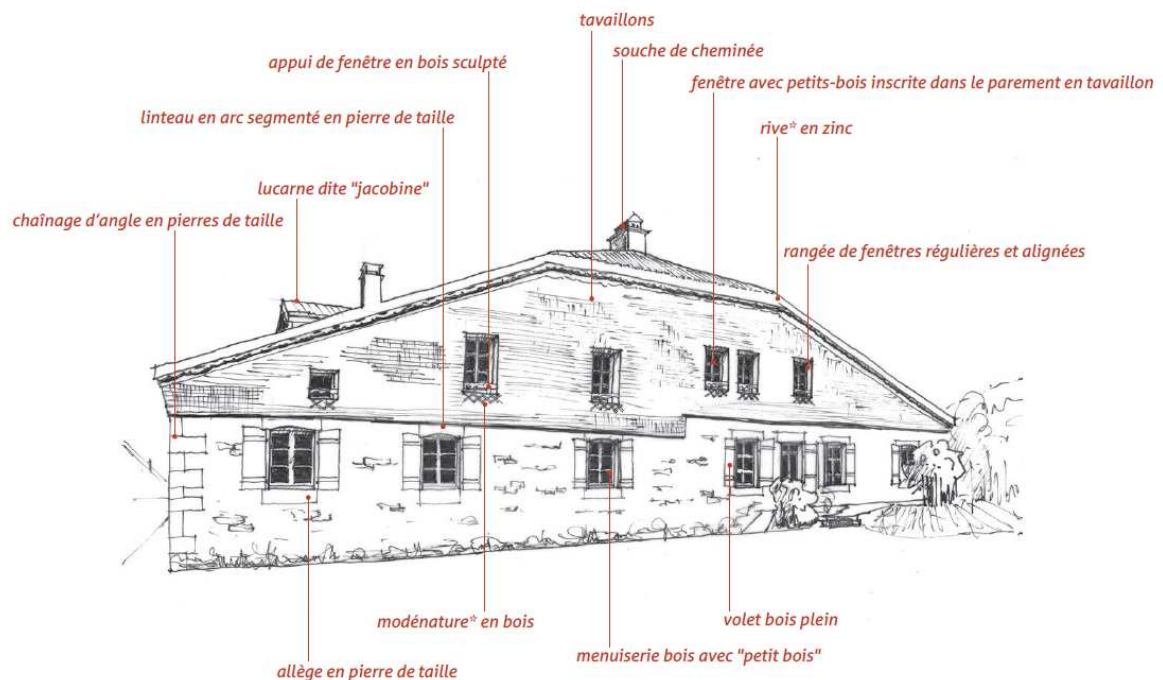 tavaillons
souche de cheminée
appui de fenêtre en bois sculpté
fenêtre avec petits-bois inscrite dans le parement en tavaillon
linteau en arc segmenté en pierre de taille
rive* en zinc
lucarne dite "jacobine"
chaînage d'angle en pierres de taille
rangée de fenêtres régulières et alignées
modénature* en bois
volet bois plein
menuiserie bois avec "petit bois"
allège en pierre de taille